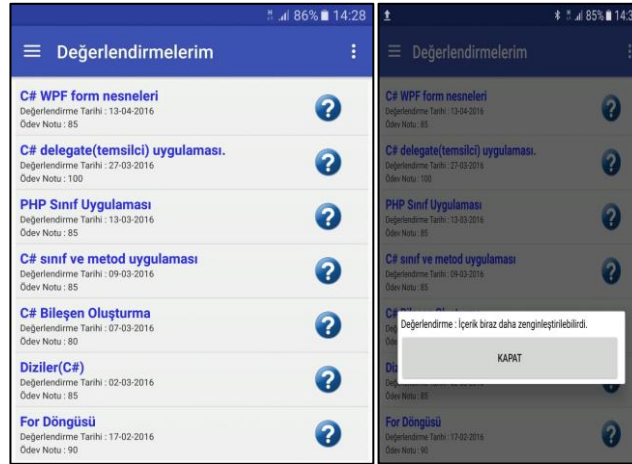 86% 14:28
Değerlendirmelerim
C# WPF form nesneleri
Değerlendirme Tarihi : 13-04-2016
Ödev Notu : 85
C# delegate(temsilci) uygulaması.
Değerlendirme Tarihi : 27-03-2016
Ödev Notu : 100
PHP Sınıf Uygulaması
Değerlendirme Tarihi : 13-03-2016
Ödev Notu : 85
C# sınıf ve metod uygulaması
Değerlendirme Tarihi : 09-03-2016
Ödev Notu : 85
C# Bileşen Oluşturma
Değerlendirme Tarihi : 07-03-2016
Ödev Notu : 80
Diziler(C#)
Değerlendirme Tarihi : 02-03-2016
Ödev Notu : 85
For Döngüsü
Değerlendirme Tarihi : 17-02-2016
Ödev Notu : 90
85% 14:3
Değerlendirmelerim
C# WPF form nesneleri
Değerlendirme Tarihi : 13-04-2016
Ödev Notu : 85
C# delegate(temsilci) uygulaması.
Değerlendirme Tarihi : 27-03-2016
Ödev Notu : 100
PHP Sınıf Uygulaması
Değerlendirme Tarihi : 13-03-2016
Ödev Notu : 85
C# sınıf ve metod uygulaması
Değerlendirme Tarihi : 09-03-2016
Ödev Notu : 85
Değerlendirme : İçerik biraz daha zenginleştirilebilirdi.
KAPAT
For Döngüsü
Değerlendirme Tarihi : 17-02-2016
Ödev Notu : 90